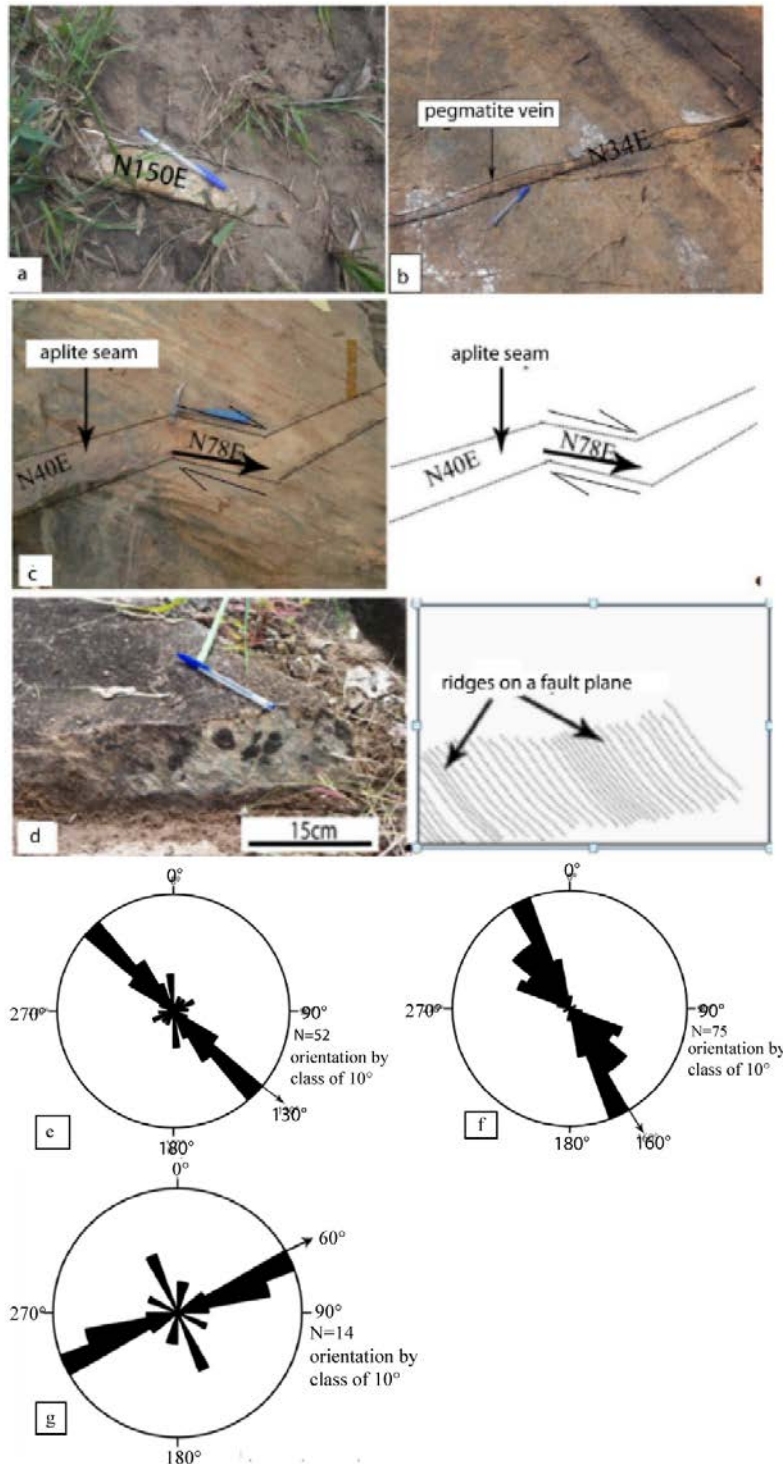 N150E
a
pegmatite vein
N34E
b
aplite seam
N40E
N78E
c
aplite seam
N40E
N78E
15cm
d
ridges on a fault plane
0°
270°
90°
N=52
orientation by
class of 10°
130°
180°
e
0°
270°
90°
N=75
orientation by
class of 10°
160°
180°
f
0°
60°
270°
90°
N=14
orientation by
class of 10°
180°
g